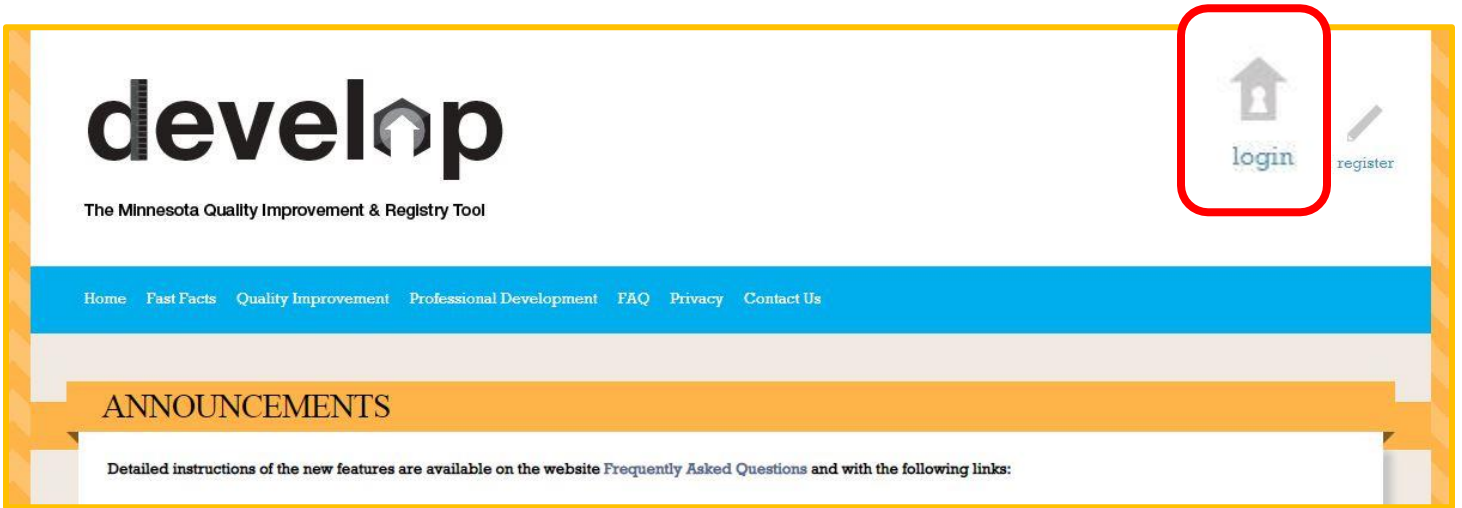 develop
login
register
The Minnesota Quality Improvement & Registry Tool
Home Fast Facts Quality Improvement Professional Development FAQ Privacy Contact Us
ANNOUNCEMENTS
Detailed instructions of the new features are available on the website Frequently Asked Questions and with the following links: